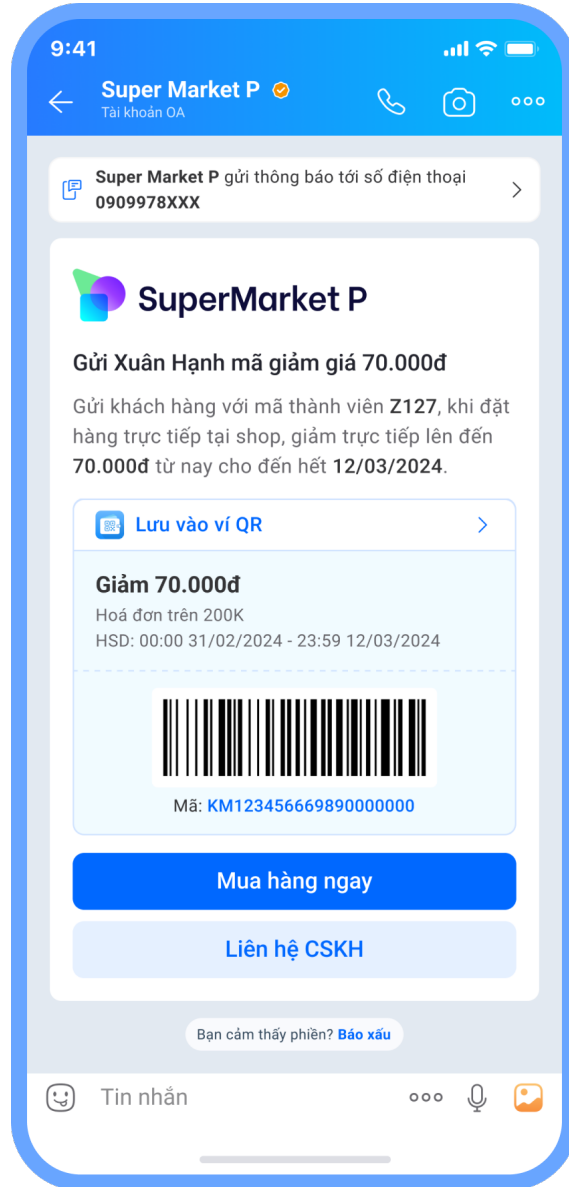 9:41
Super Market P
Tài khoản OA
Super Market P gửi thông báo tới số điện thoại
0909978XXX
SuperMarket P
Gửi Xuân Hạnh mã giảm giá 70.000đ
Gửi khách hàng với mã thành viên Z127, khi đặt
hàng trực tiếp tại shop, giảm trực tiếp lên đến
70.000đ từ nay cho đến hết 12/03/2024.
Lưu vào ví QR
Giảm 70.000đ
Hoá đơn trên 200K
HSD: 00:00 31/02/2024 - 23:59 12/03/2024
Mã: KM123456669890000000
Mua hàng ngay
Liên hệ CSKH
Bạn cảm thấy phiền? Báo xấu
Tin nhắn